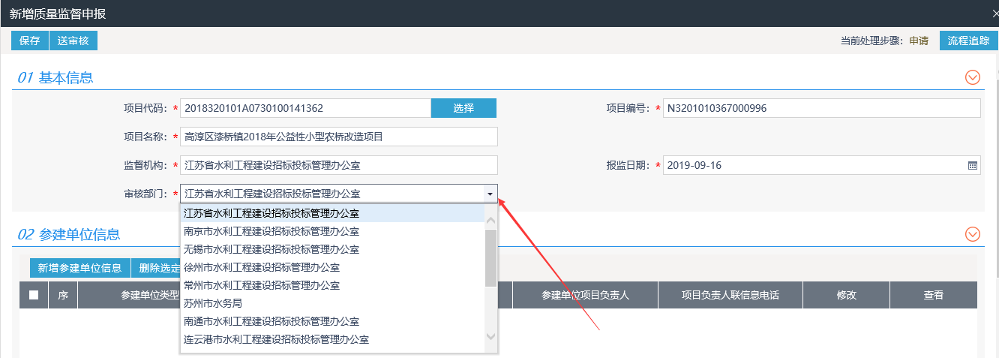 新增质量监督申报
保存 送审核 当前处理步骤：申请 流程追踪
01 基本信息
项目代码：* 2018320101A0730100141362 选择 项目编号：* N3201010367000996
项目名称：* 高淳区漆桥镇2018年公益性小型农桥改造项目
监督机构：* 江苏省水利工程建设招标投标管理办公室 报监日期：* 2019-09-16
审核部门：* 江苏省水利工程建设招标投标管理办公室
江苏省水利工程建设招标投标管理办公室
南京市水利工程建设招标投标管理办公室
02 参建单位信息
无锡市水利工程建设招标投标管理办公室
新增参建单位信息 删除选定
徐州市水利工程建设招标管理办公室
常州市水利工程建设招标管理办公室
序 参建单位类型 参建单位项目负责人 项目负责人联信息电话 修改 查看
苏州市水务局
南通市水利工程建设招标投标管理办公室
连云港市水利工程建设招标投标管理办公室